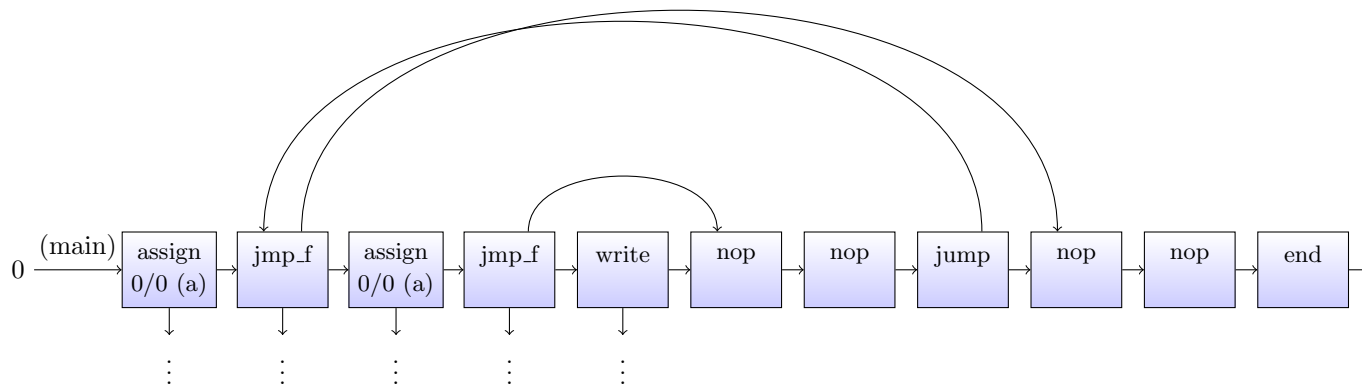 0
(main)
assign
0/0 (a)
jmp_f
assign
0/0 (a)
jmp_f
write
nop
nop
jump
nop
nop
end